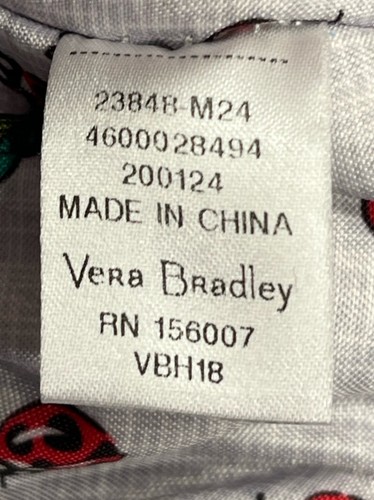 23848-M24
4600028494
200124
MADE IN CHINA
Vera Bradley
RN 156007
VBH18